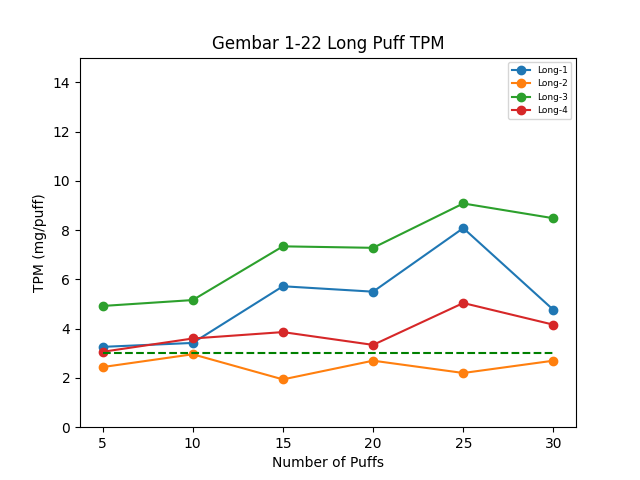 Gembar 1-22 Long Puff TPM
Long-1
Long-2
Long-3
Long-4
TPM (mg/puff)
14
12
10
8
6
4
2
0
5 10 15 20 25 30
Number of Puffs